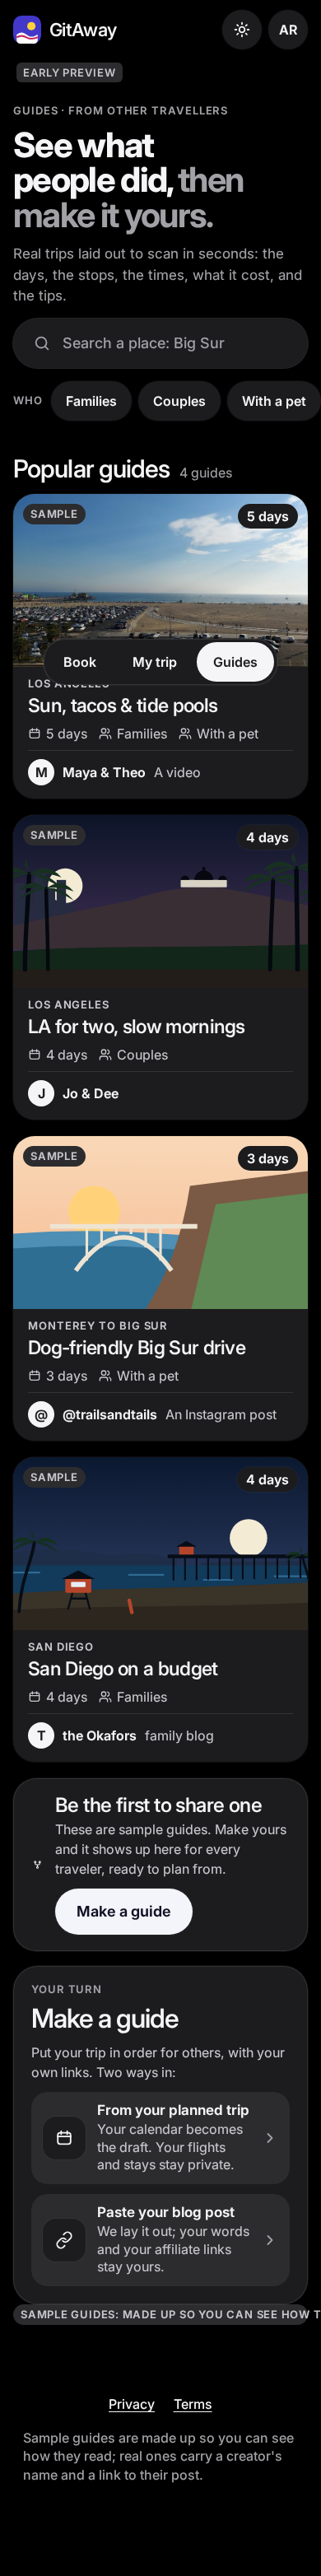 GitAway
AR
EARLY PREVIEW
GUIDES · FROM OTHER TRAVELLERS
See what
people did, then
make it yours.
Real trips laid out to scan in seconds: the
days, the stops, the times, what it cost, and
the tips.
Search a place: Big Sur
WHO Families Couples With a pet
Popular guides 4 guides
SAMPLE 5 days
Book My trip Guides
LOS ANGELES
Sun, tacos & tide pools
5 days Families With a pet
M Maya & Theo A video
SAMPLE 4 days
LOS ANGELES
LA for two, slow mornings
4 days Couples
J Jo & Dee
SAMPLE 3 days
MONTEREY TO BIG SUR
Dog-friendly Big Sur drive
3 days With a pet
@ @trailsandtails An Instagram post
SAMPLE 4 days
SAN DIEGO
San Diego on a budget
4 days Families
T the Okafors family blog
Be the first to share one
These are sample guides. Make yours
and it shows up here for every
traveler, ready to plan from.
Make a guide
YOUR TURN
Make a guide
Put your trip in order for others, with your
own links. Two ways in:
From your planned trip
Your calendar becomes
the draft. Your flights
and stays stay private.
Paste your blog post
We lay it out; your words
and your affiliate links
stay yours.
SAMPLE GUIDES: MADE UP SO YOU CAN SEE HOW T
Privacy Terms
Sample guides are made up so you can see
how they read; real ones carry a creator's
name and a link to their post.